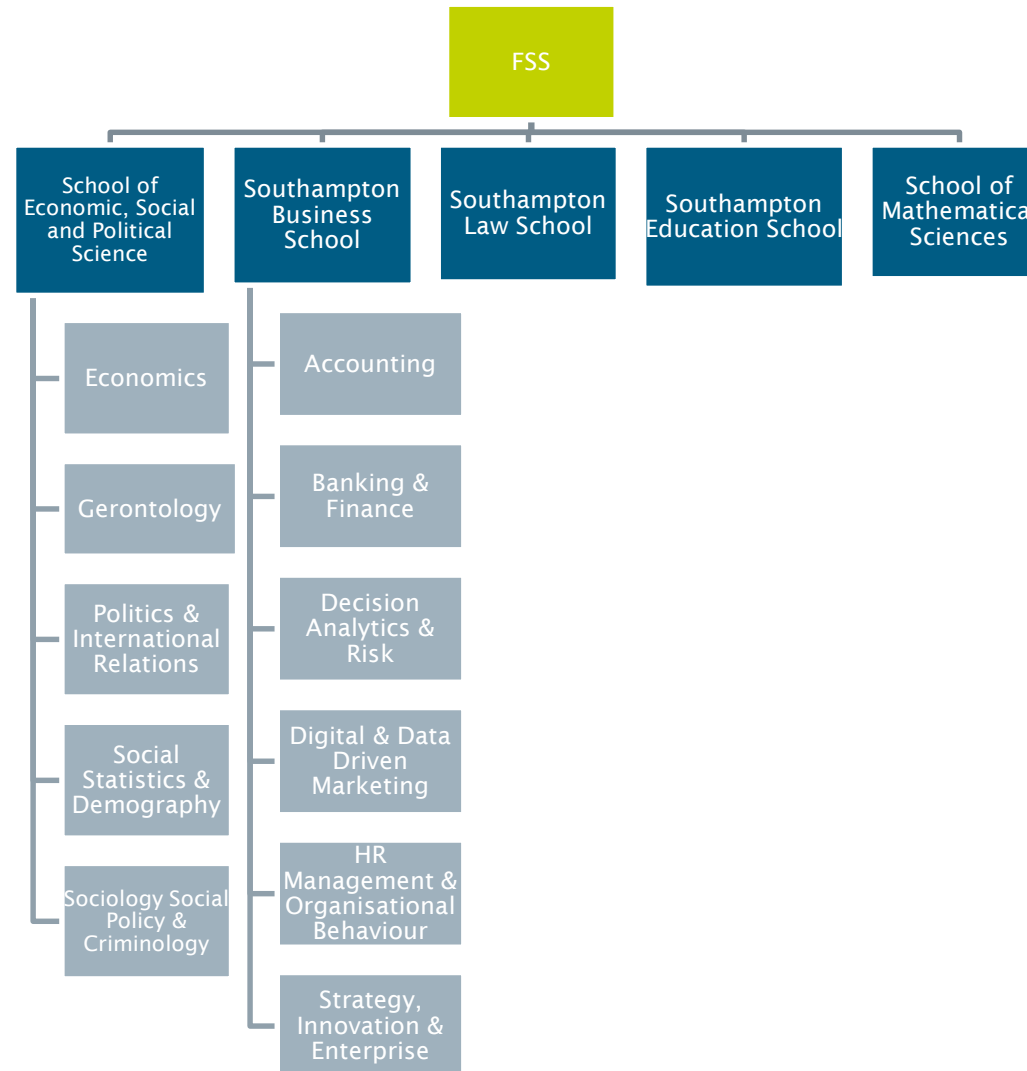 FSS
School of
Economic, Social
and Political
Science
Southampton
Business
School
Southampton
Law School
Southampton
Education School
School of
Mathematica
Sciences
Economics
Gerontology
Politics &
International
Relations
Social
Statistics &
Demography
Sociology Social
Policy &
Criminology
Accounting
Banking &
Finance
Decision
Analytics &
Risk
Digital & Data
Driven
Marketing
HR
Management &
Organisational
Behaviour
Strategy,
Innovation &
Enterprise